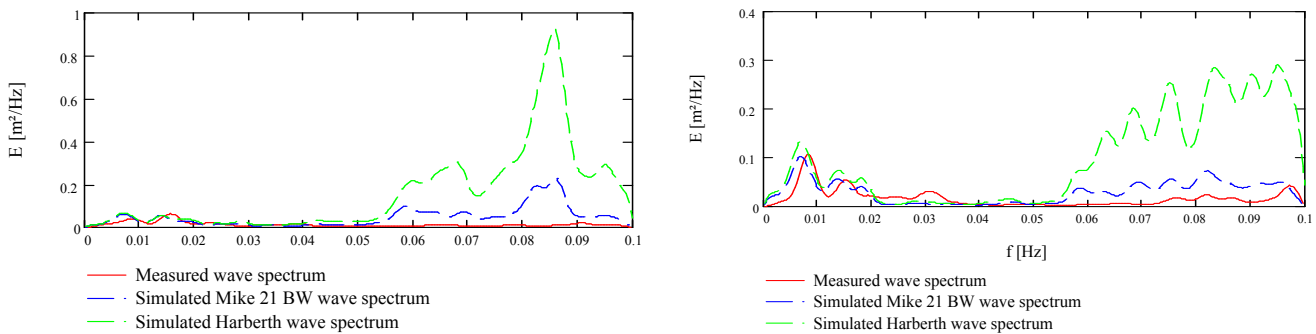 E [m²/Hz]
1
0.8
0.6
0.4
0.2
0
0 0.01 0.02 0.03 0.04 0.05 0.06 0.07 0.08 0.09 0.1
Measured wave spectrum
Simulated Mike 21 BW wave spectrum
Simulated Harberth wave spectrum
E [m²/Hz]
0.4
0.3
0.2
0.1
0
0 0.01 0.02 0.03 0.04 0.05 0.06 0.07 0.08 0.09 0.1
f [Hz]
Measured wave spectrum
Simulated Mike 21 BW wave spectrum
Simulated Harberth wave spectrum